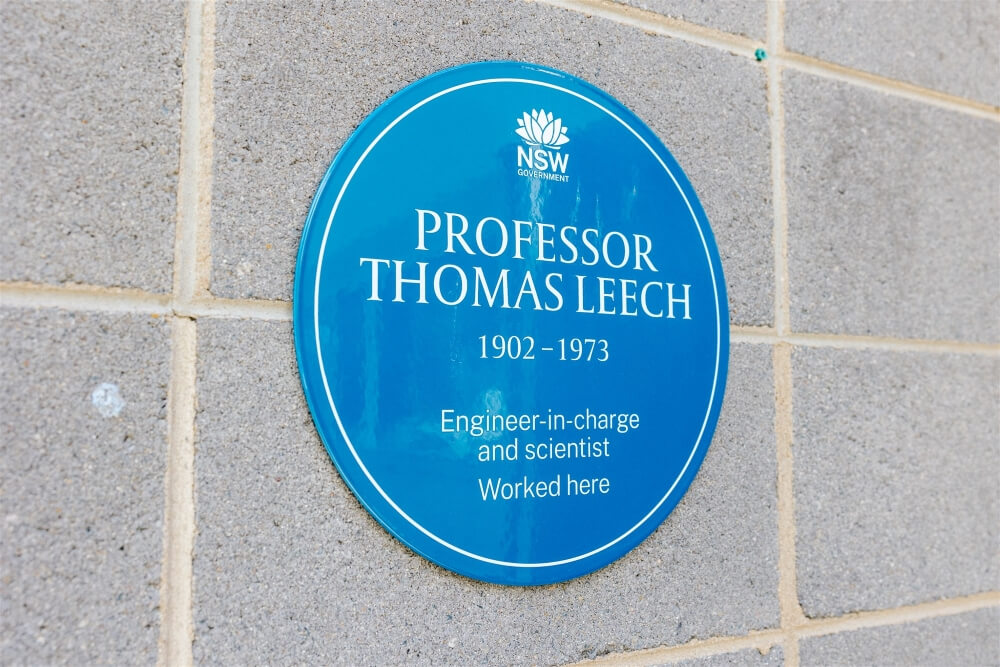 NSW
GOVERNMENT
PROFESSOR
THOMAS LEECH
1902 – 1973
Engineer-in-charge
and scientist
Worked here